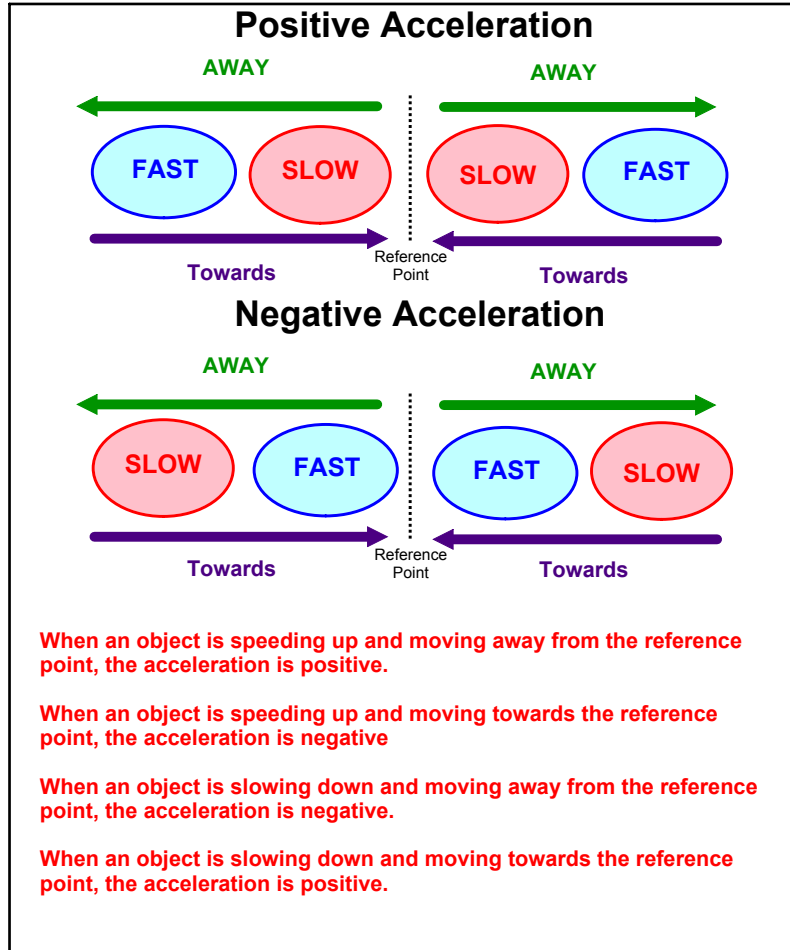 Positive Acceleration
AWAY
AWAY
FAST
SLOW
SLOW
FAST
Towards
Reference
Point
Towards
Negative Acceleration
AWAY
AWAY
SLOW
FAST
FAST
SLOW
Towards
Reference
Point
Towards
When an object is speeding up and moving away from the reference
point, the acceleration is positive.
When an object is speeding up and moving towards the reference
point, the acceleration is negative
When an object is slowing down and moving away from the reference
point, the acceleration is negative.
When an object is slowing down and moving towards the reference
point, the acceleration is positive.